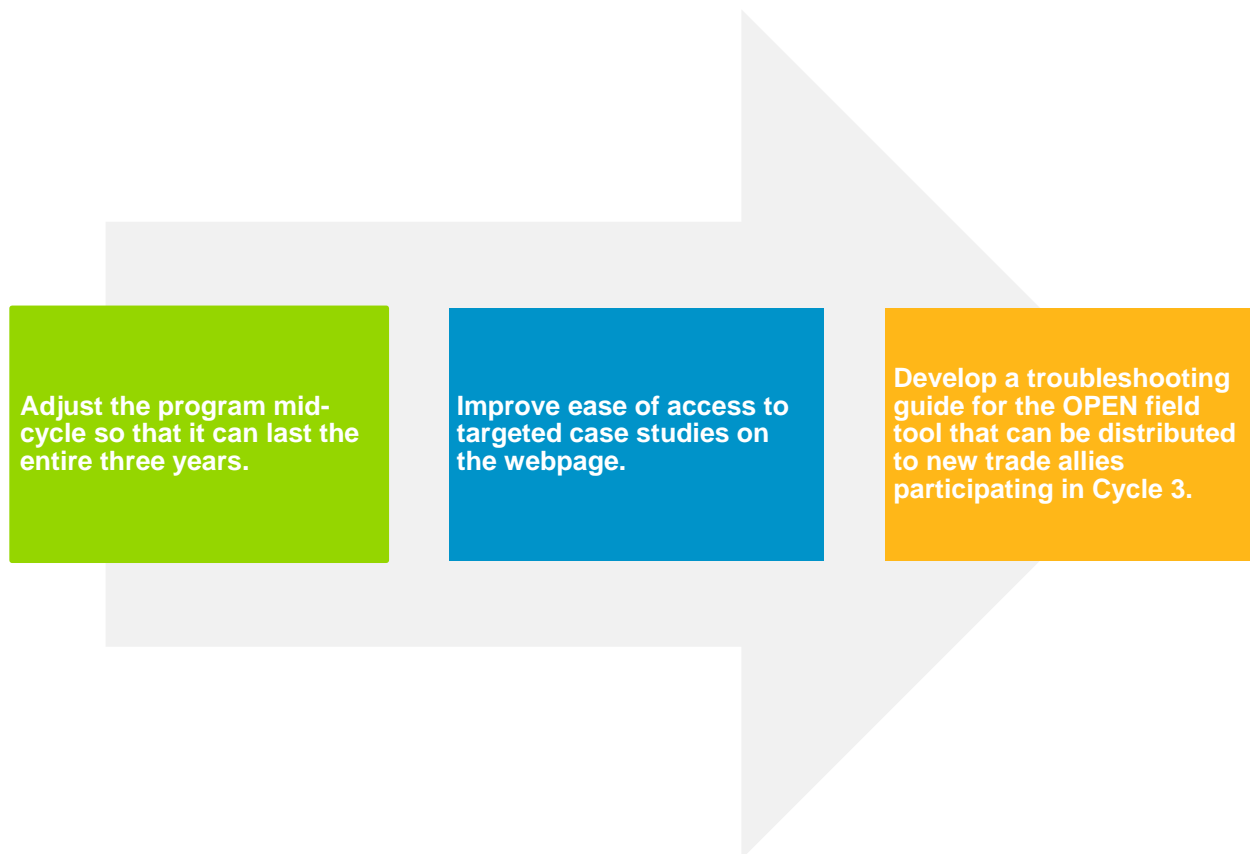 Adjust the program mid-
cycle so that it can last the
entire three years.
Improve ease of access to
targeted case studies on
the webpage.
Develop a troubleshooting
guide for the OPEN field
tool that can be distributed
to new trade allies
participating in Cycle 3.